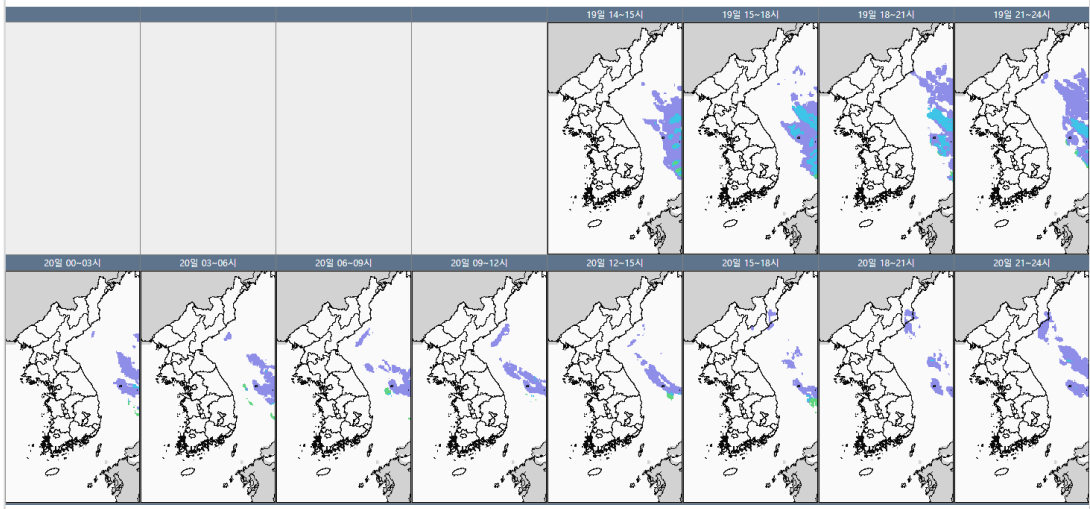 19일 14~15시
19일 15~18시
19일 18~21시
19일 21~24시
20일 00~03시
20일 03~06시
20일 06~09시
20일 09~12시
20일 12~15시
20일 15~18시
20일 18~21시
20일 21~24시